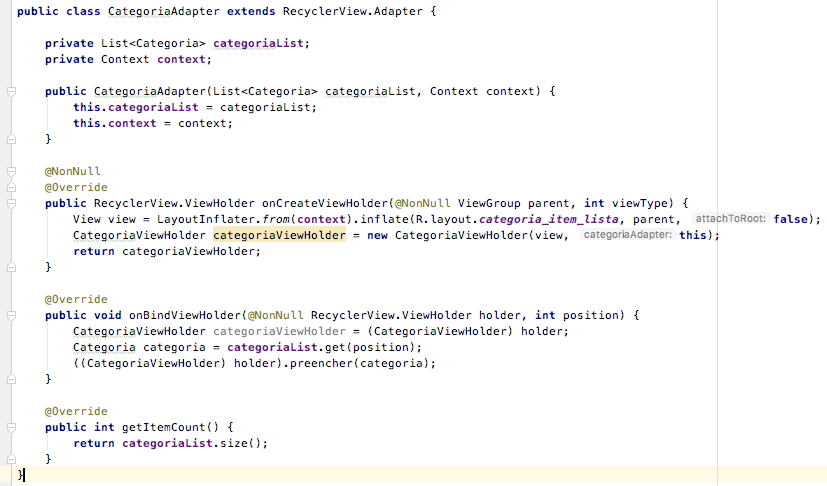 public class CategoriaAdapter extends RecyclerView.Adapter {
private List<Categoria> categoriaList;
private Context context;
public CategoriaAdapter(List<Categoria> categoriaList, Context context) {
this.categoriaList = categoriaList;
this.context = context;
}
@NonNull
@Override
public RecyclerView.ViewHolder onCreateViewHolder(@NonNull ViewGroup parent, int viewType) {
View view = LayoutInflater.from(context).inflate(R.layout.categoria_item_lista, parent, attachToRoot: false);
CategoriaViewHolder categoriaViewHolder = new CategoriaViewHolder(view, categoriaAdapter: this);
return categoriaViewHolder;
}
@Override
public void onBindViewHolder(@NonNull RecyclerView.ViewHolder holder, int position) {
CategoriaViewHolder categoriaViewHolder = (CategoriaViewHolder) holder;
Categoria categoria = categoriaList.get(position);
((CategoriaViewHolder) holder).preencher(categoria);
}
@Override
public int getItemCount() {
return categoriaList.size();
}
}